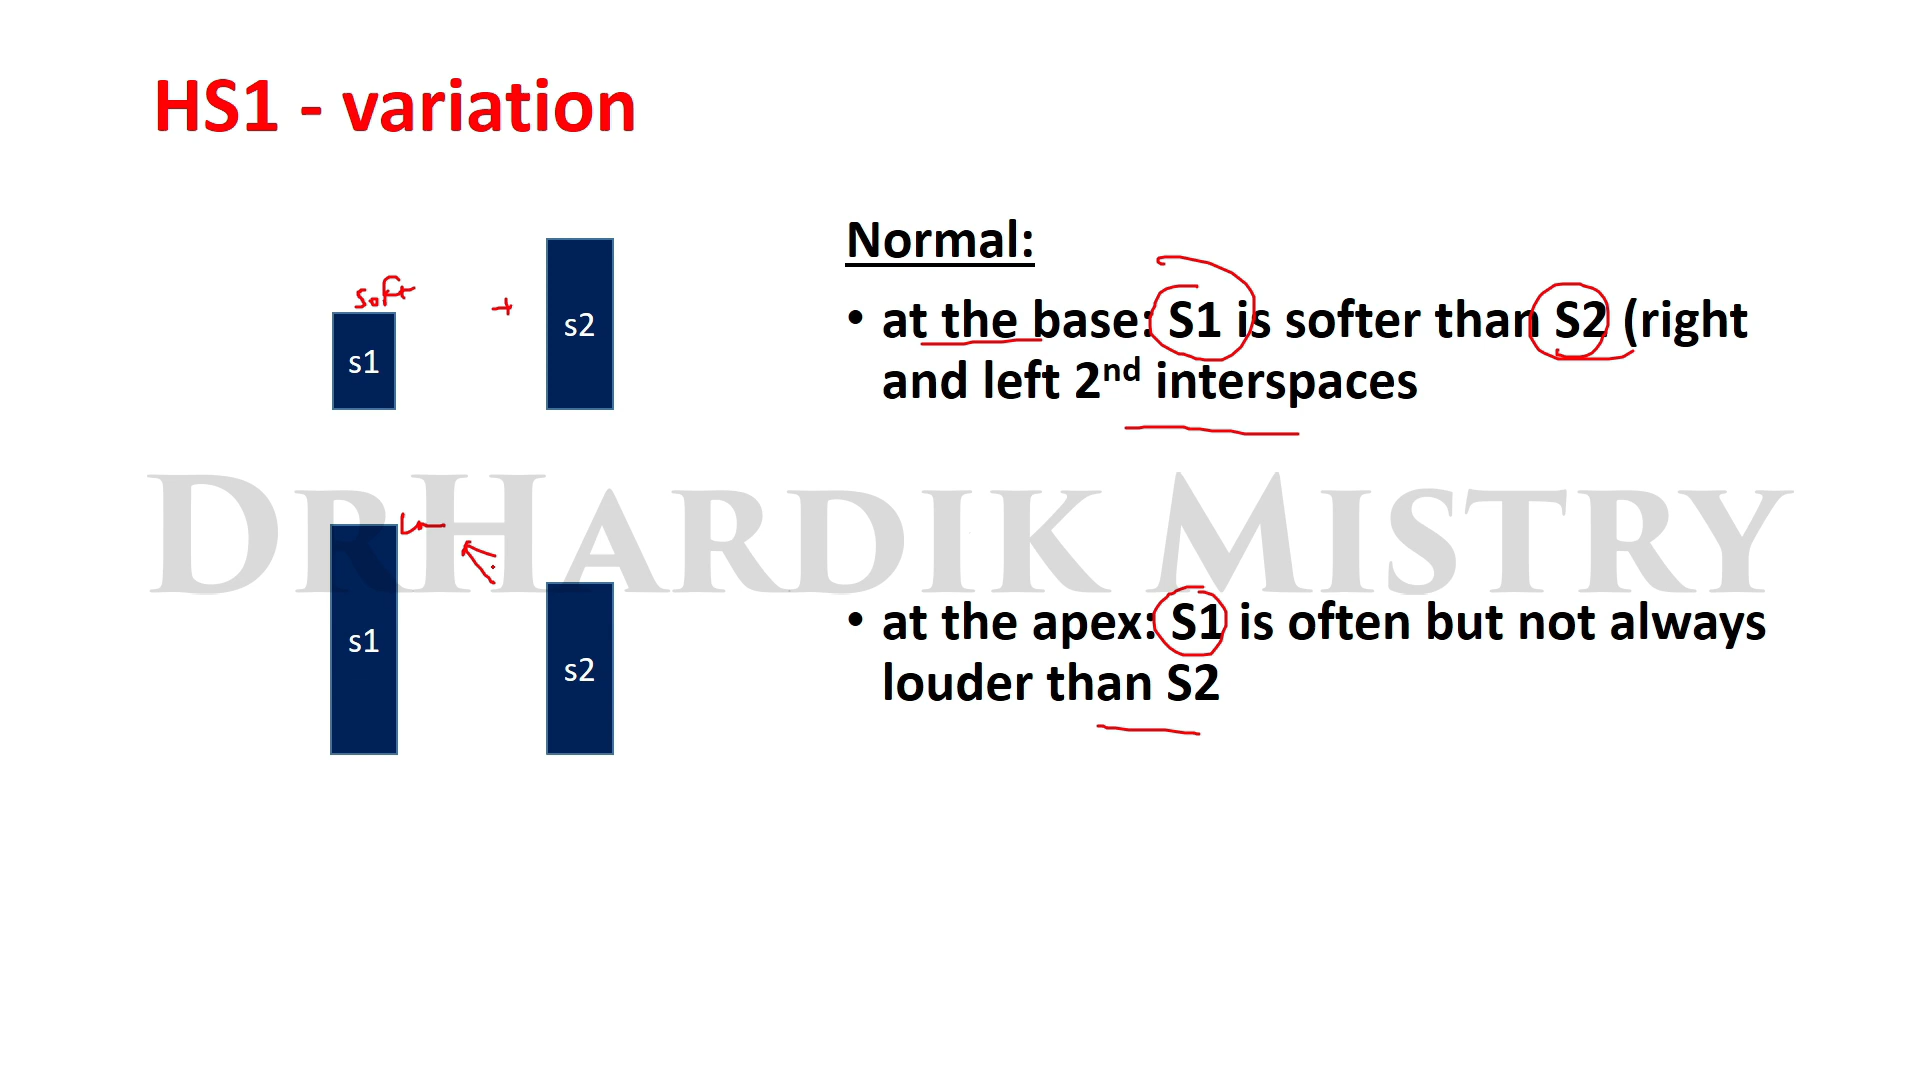 HS1 - variation
Normal:
soft
+
s1
s2
• at the base: S1 is softer than S2 (right
and left 2nd interspaces
DRHARDIK MISTRY
s1
s2
• at the apex: S1 is often but not always
louder than S2